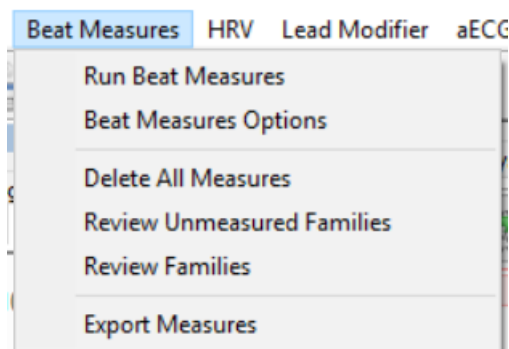 Beat Measures HRV Lead Modifier aECG
Run Beat Measures
Beat Measures Options
Delete All Measures
Review Unmeasured Families
Review Families
Export Measures